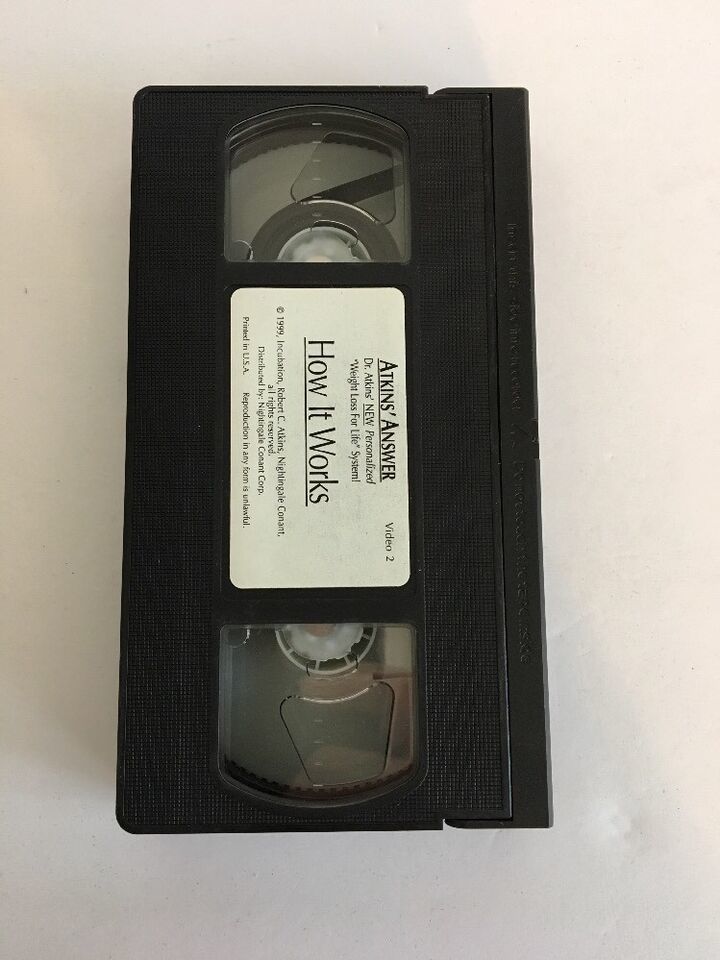 ATKINS' ANSWER
Dr. Atkins' NEW Personalized
"Weight Loss For Life" System!
Video 2
How It Works
© 1999, Incubation, Robert C. Atkins, Nightingale Conant,
all rights reserved.
Distributed by: Nightingale Conant Corp.
Printed in U.S.A. Reproduction in any form is unlawful.